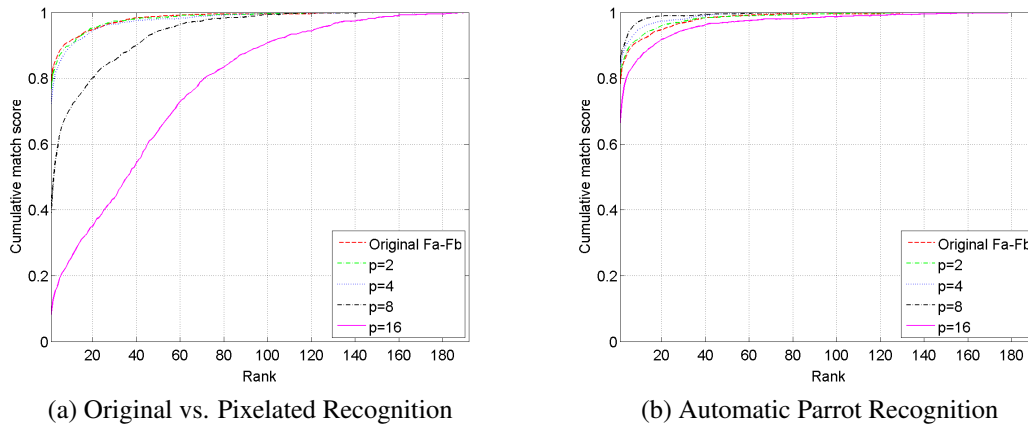 Cumulative match score
1
0.8
0.6
0.4
0.2
0
20 40 60 80 100 120 140 160 180
Rank
Original Fa-Fb
p=2
p=4
p=8
p=16
(a) Original vs. Pixelated Recognition
Cumulative match score
1
0.8
0.6
0.4
0.2
0
20 40 60 80 100 120 140 160 180
Rank
Original Fa-Fb
p=2
p=4
p=8
p=16
(b) Automatic Parrot Recognition